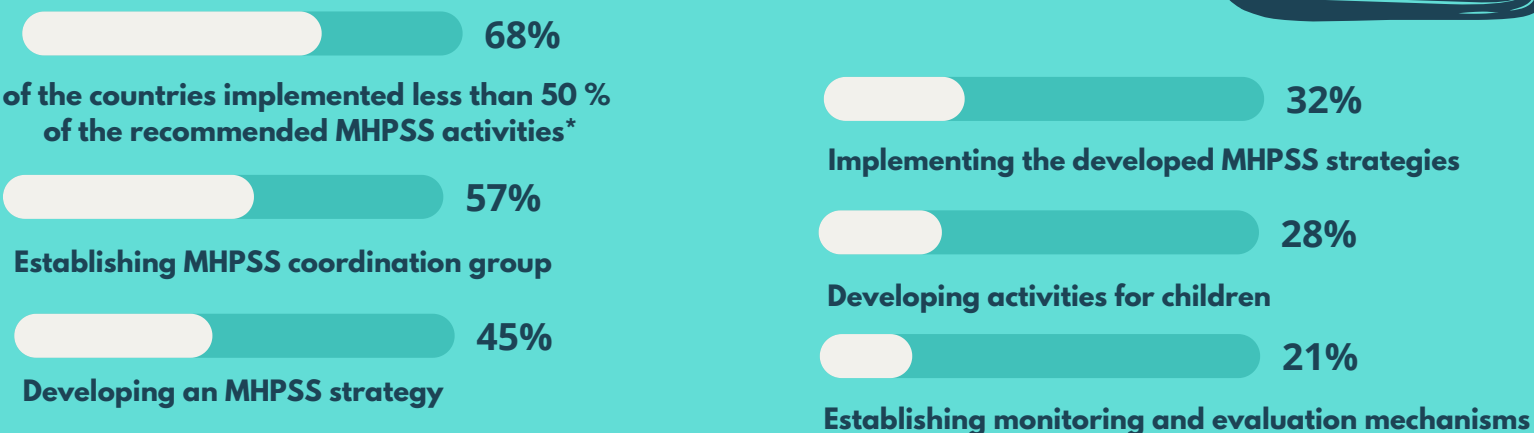 68%
of the countries implemented less than 50 %
of the recommended MHPSS activities*
57%
Establishing MHPSS coordination group
45%
Developing an MHPSS strategy
32%
Implementing the developed MHPSS strategies
28%
Developing activities for children
21%
Establishing monitoring and evaluation mechanisms